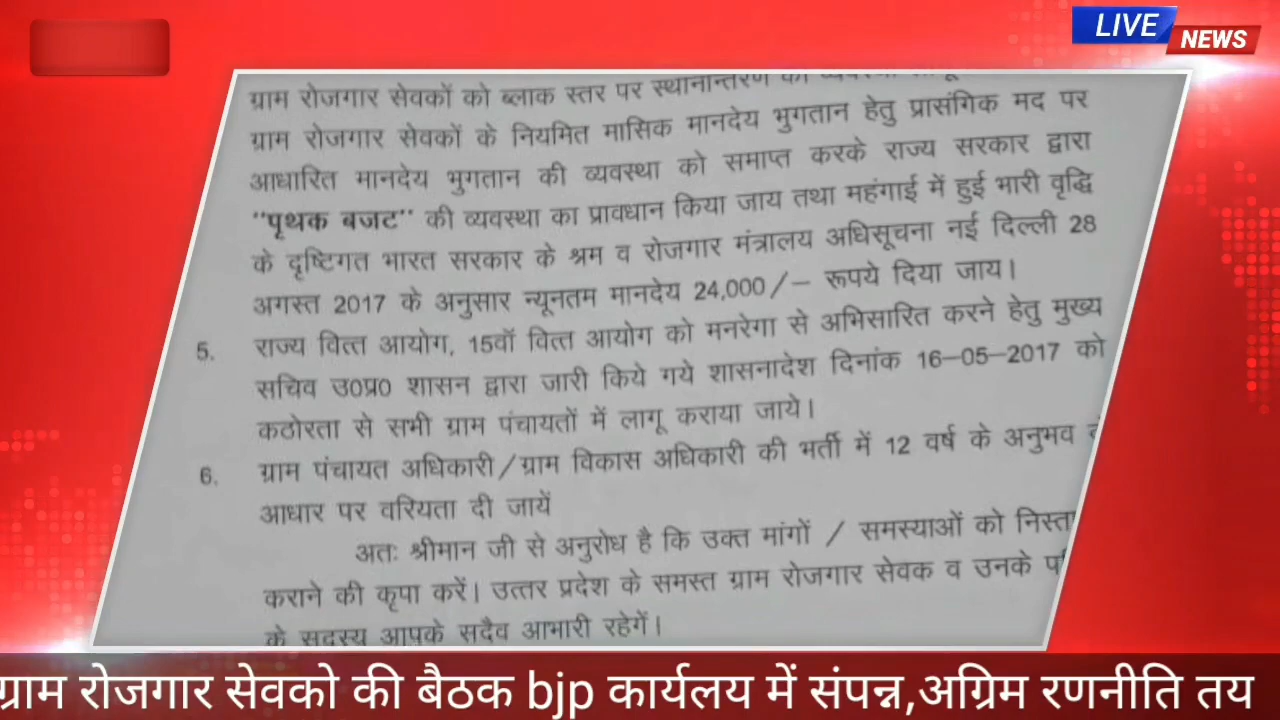 LIVE
NEWS
ग्राम रोजगार सेवकों को ब्लाक स्तर पर स्थानान्तरण की व्यवस्था
ग्राम रोजगार सेवकों के नियमित मासिक मानदेय भुगतान हेतु प्रासंगिक मद पर
आधारित मानदेय भुगतान की व्यवस्था को समाप्त करके राज्य सरकार द्वारा
"पृथक बजट" की व्यवस्था का प्रावधान किया जाय तथा महंगाई में हुई भारी वृद्धि
के दृष्टिगत भारत सरकार के श्रम व रोजगार मंत्रालय अधिसूचना नई दिल्ली 28
अगस्त 2017 के अनुसार न्यूनतम मानदेय 24,000/– रूपये दिया जाय।
5. राज्य वित्त आयोग, 15वॉ वित्त आयोग को मनरेगा से अभिसारित करने हेतु मुख्य
सचिव उ0प्र0 शासन द्वारा जारी किये गये शासनादेश दिनांक 16–05–2017 को
कठोरता से सभी ग्राम पंचायतों में लागू कराया जाये।
6. ग्राम पंचायत अधिकारी/ग्राम विकास अधिकारी की भर्ती में 12 वर्ष के अनुभव
आधार पर वरियता दी जायें
अतः श्रीमान जी से अनुरोध है कि उक्त मांगों / समस्याओं को
कराने की कृपा करें। उत्तर प्रदेश के समस्त ग्राम रोजगार सेवक व उनके
के सदस्य आपके सदैव आभारी रहेगें।
ग्राम रोजगार सेवको की बैठक bjp कार्यलय में संपन्न,अग्रिम रणनीति तय